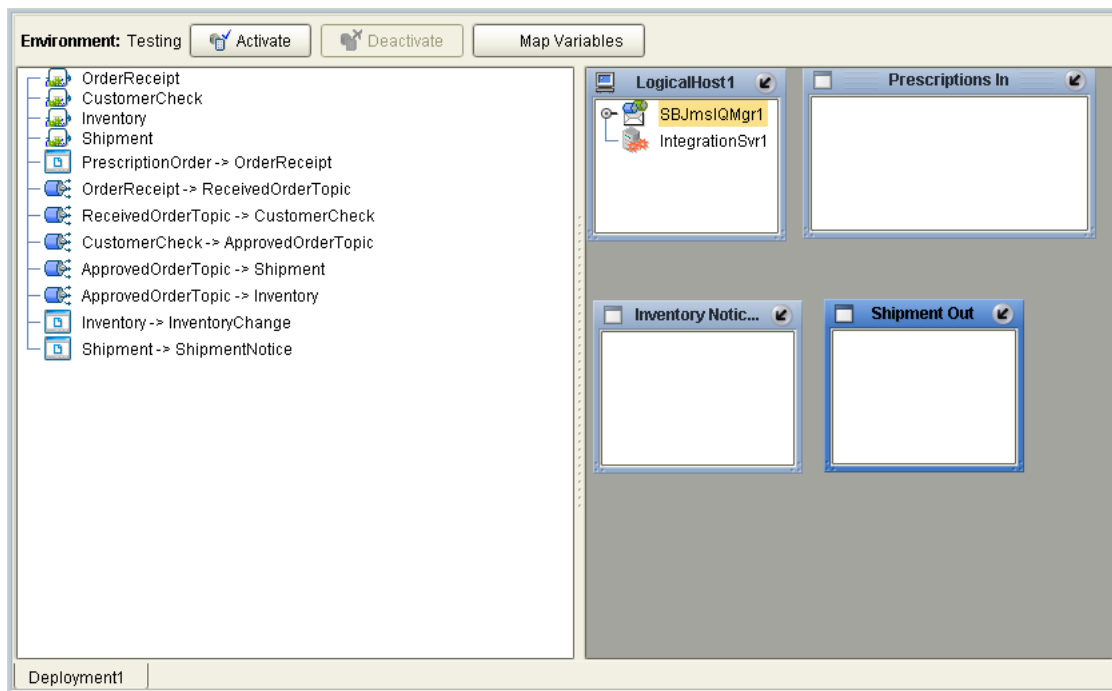 Environment: Testing Activate Deactivate Map Variables
OrderReceipt
CustomerCheck
Inventory
Shipment
PrescriptionOrder -> OrderReceipt
OrderReceipt -> ReceivedOrderTopic
ReceivedOrderTopic -> CustomerCheck
CustomerCheck -> ApprovedOrderTopic
ApprovedOrderTopic -> Shipment
ApprovedOrderTopic -> Inventory
Inventory -> InventoryChange
Shipment -> ShipmentNotice
LogicalHost1
SBJmsIQMgr1
IntegrationSvr1
Prescriptions In
Inventory Notic...
Shipment Out
Deployment1